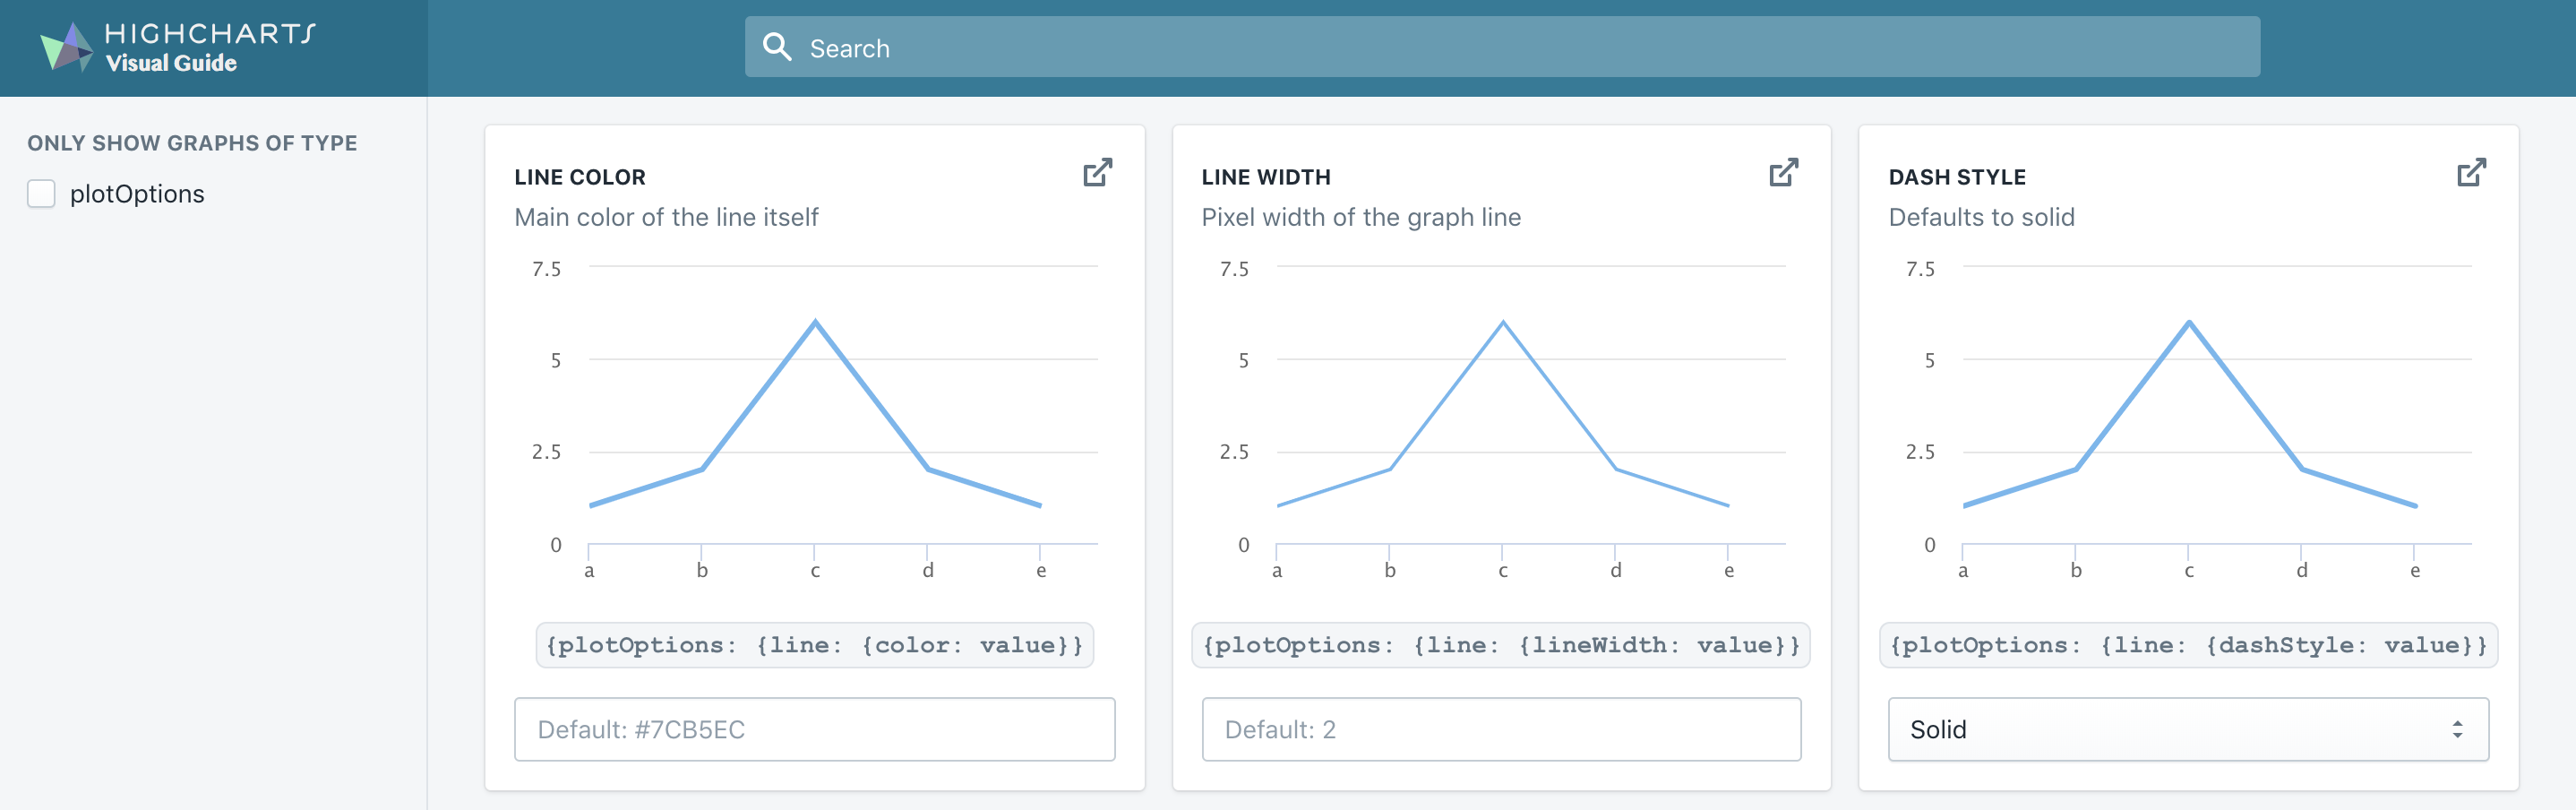 HIGHCHARTS
Visual Guide
Search
ONLY SHOW GRAPHS OF TYPE
plotOptions
LINE COLOR
Main color of the line itself
7.5
5
2.5
0
a b c d e
{plotOptions: {line: {color: value}}
Default: #7CB5EC
LINE WIDTH
Pixel width of the graph line
7.5
5
2.5
0
a b c d e
{plotOptions: {line: {lineWidth: value}}
Default: 2
DASH STYLE
Defaults to solid
7.5
5
2.5
0
a b c d e
{plotOptions: {line: {dashStyle: value}}
Solid